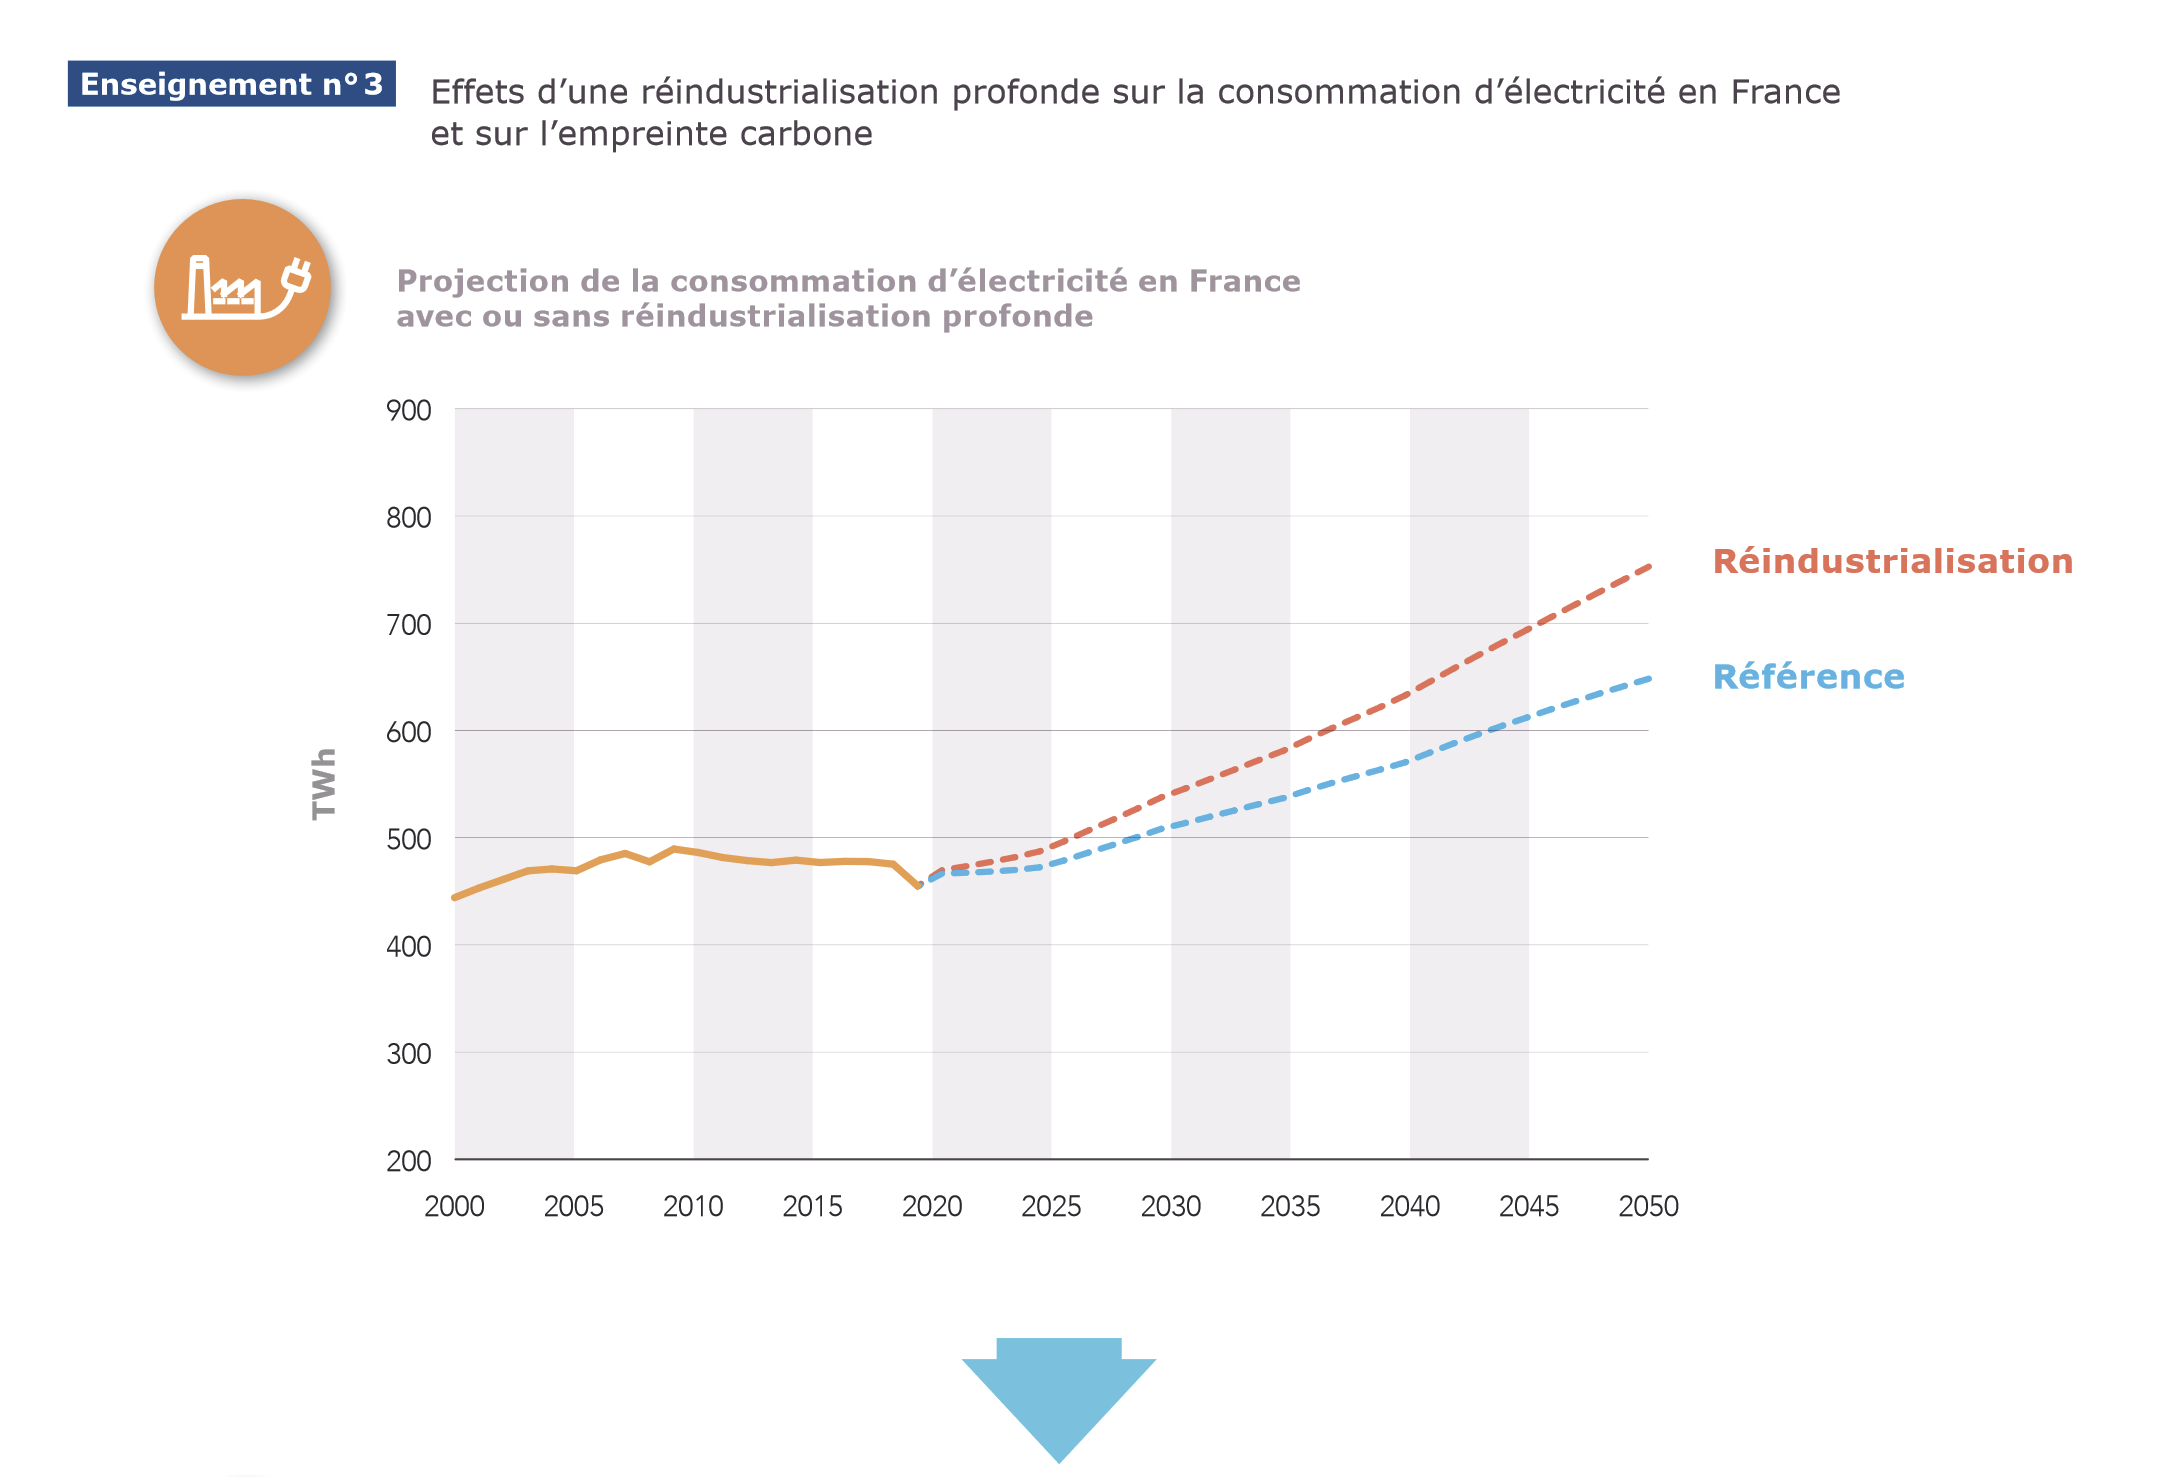 Enseignement n°3
Effets d’une réindustrialisation profonde sur la consommation d’électricité en France
et sur l’empreinte carbone
Projection de la consommation d’électricité en France
avec ou sans réindustrialisation profonde
900
800
700
600
500
400
300
200
TWh
Réindustrialisation
Référence
2000 2005 2010 2015 2020 2025 2030 2035 2040 2045 2050